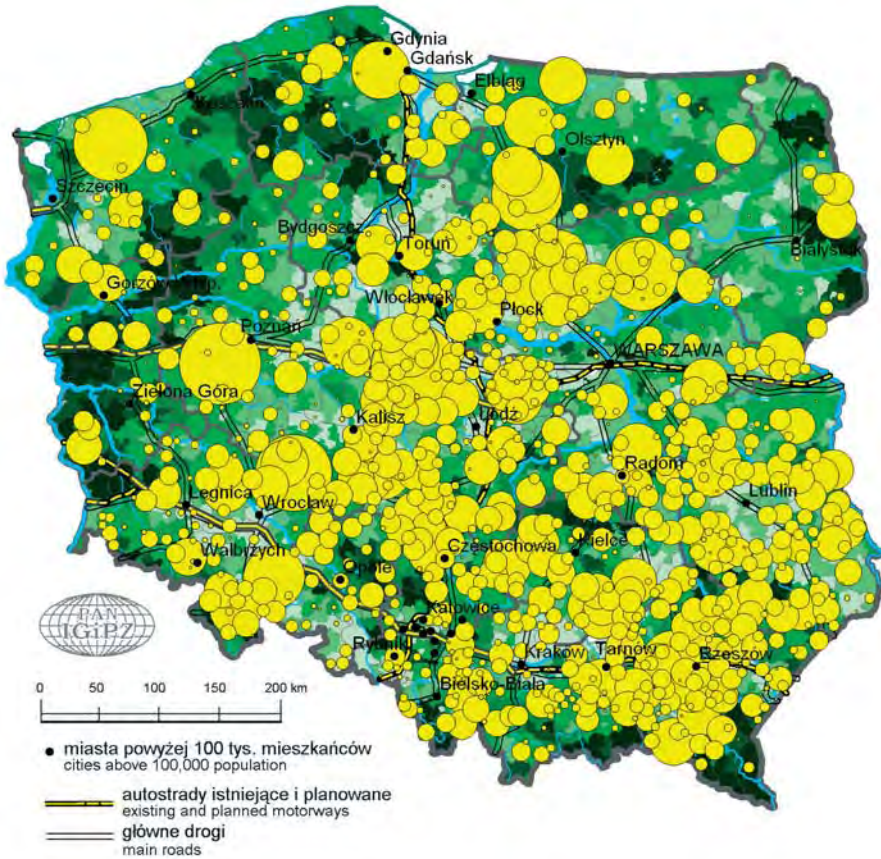 Gdynia
Gdańsk
Elbląg
Koszalin
Olsztyn
Szczecin
Bydgoszcz
Toruń
Białystok
Włocławek
Płock
Poznań
WARSZAWA
Zielona Góra
Kalisz
Łódź
Radom
Legnica
Wrocław
Lublin
Wałbrzych
Częstochowa
Kielce
Opole
PAN
IGiPZ
Katowice
Rybnik
Kraków
Tarnów
Rzeszów
Bielsko-Biała
0 50 100 150 200 km
miasta powyżej 100 tys. mieszkańców
cities above 100,000 population
autostrady istniejące i planowane
existing and planned motorways
główne drogi
main roads